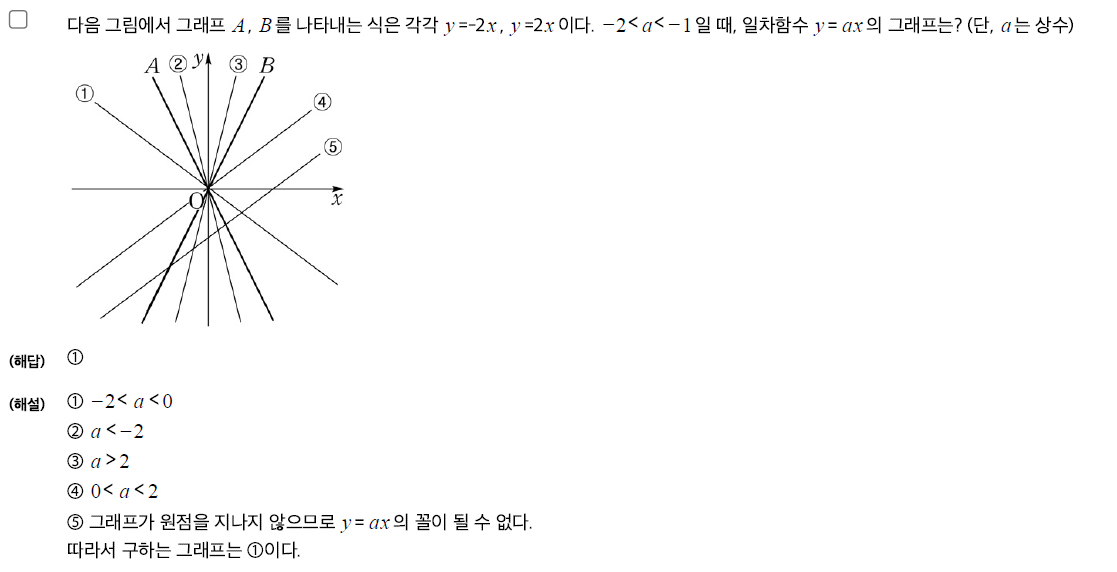 다음 그림에서 그래프 A, B를 나타내는 식은 각각 y=-2x, y=2x이다. -2<a<-1일 때, 일차함수 y=ax의 그래프는? (단, a는 상수)
A ② y ③ B
①
④
⑤
O
x
(해답) ①
(해설) ① -2<a<0
② a<-2
③ a>2
④ 0<a<2
⑤ 그래프가 원점을 지나지 않으므로 y=ax의 꼴이 될 수 없다.
따라서 구하는 그래프는 ①이다.